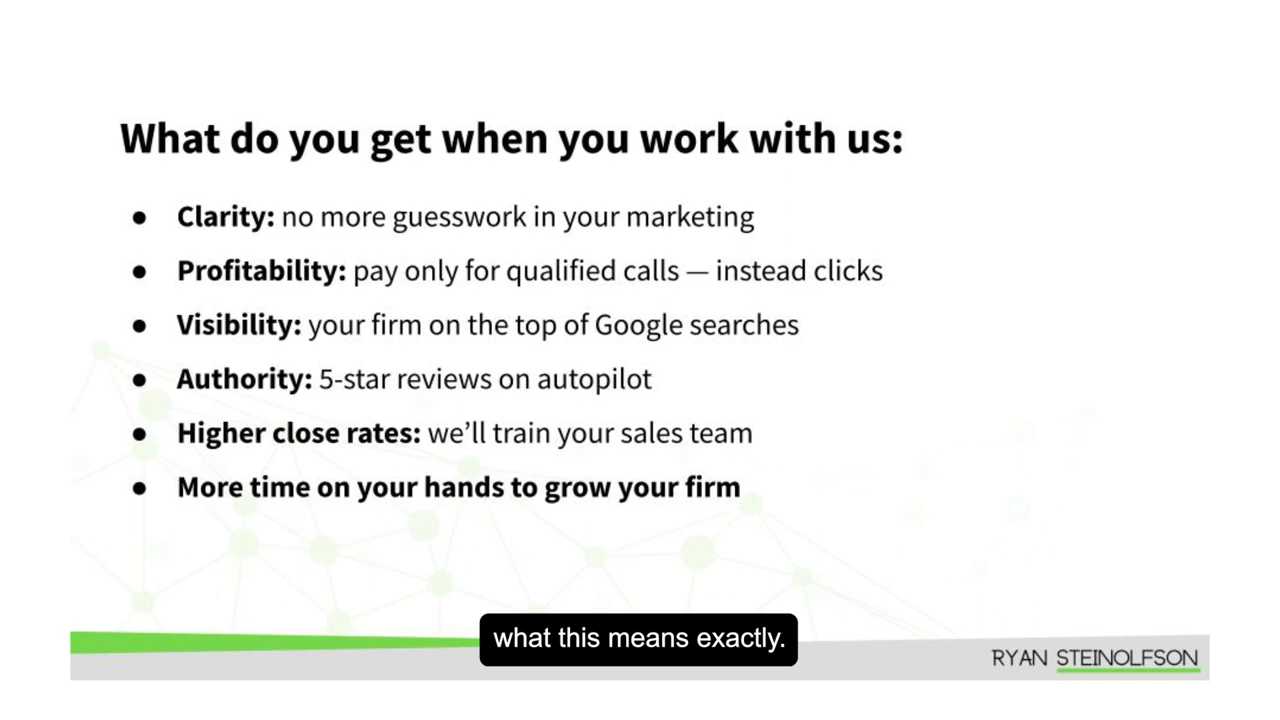 What do you get when you work with us:
● Clarity: no more guesswork in your marketing
● Profitability: pay only for qualified calls — instead clicks
● Visibility: your firm on the top of Google searches
● Authority: 5-star reviews on autopilot
● Higher close rates: we’ll train your sales team
● More time on your hands to grow your firm
what this means exactly.
RYAN STEINOLFSON